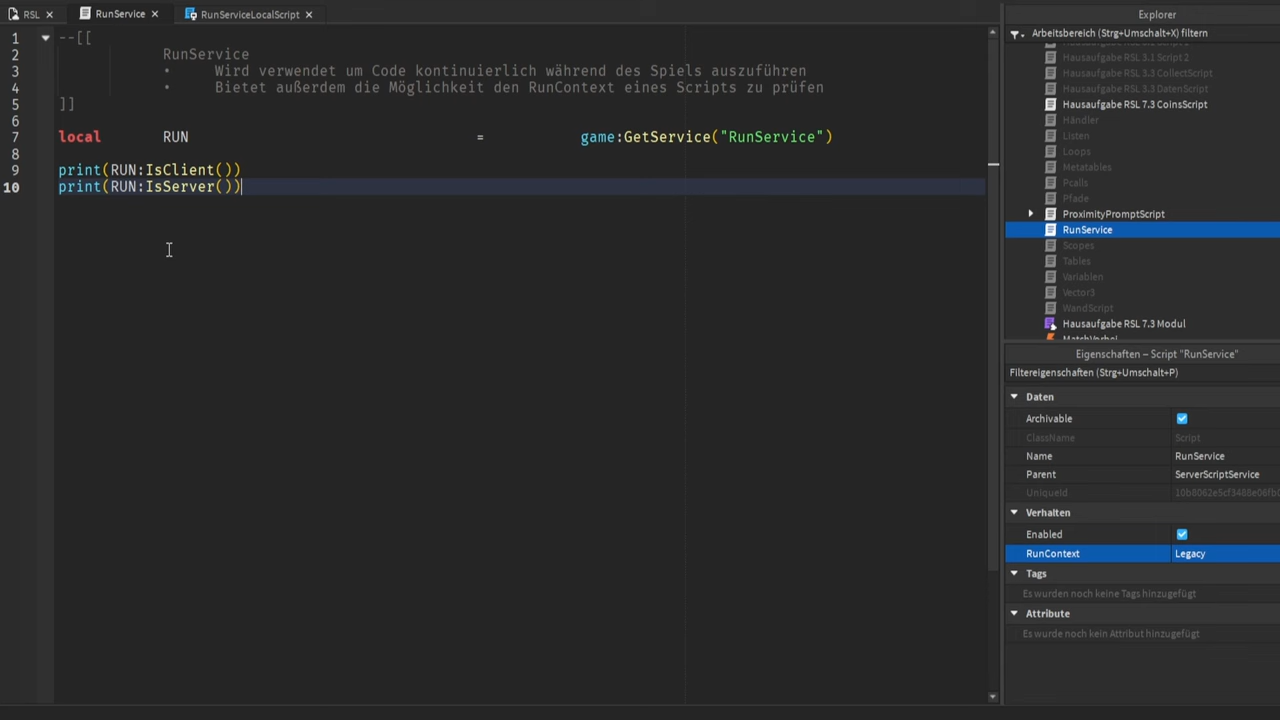 RSL
RunService
RunServiceLocalScript
1 --[[
2 RunService
3 • Wird verwendet um Code kontinuierlich während des Spiels auszuführen
4 • Bietet außerdem die Möglichkeit den RunContext eines Scripts zu prüfen
5 ]]
6
7 local RUN = game:GetService("RunService")
8
9 print(RUN:IsClient())
10 print(RUN:IsServer())
Explorer
Arbeitsbereich (Strg+Umschalt+X) filtern
Hausaufgabe RSL 3.1 Script 2
Hausaufgabe RSL 3.3 CollectScript
Hausaufgabe RSL 3.3 DatenScript
Hausaufgabe RSL 7.3 CoinsScript
Händler
Listen
Loops
Metatables
Pcalls
Pfade
ProximityPromptScript
RunService
Scopes
Tables
Variablen
Vector3
WandScript
Hausaufgabe RSL 7.3 Modul
Eigenschaften – Script "RunService"
Filtereigenschaften (Strg+Umschalt+P)
Daten
Archivable
ClassName Script
Name RunService
Parent ServerScriptService
UniqueId
Verhalten
Enabled
RunContext Legacy
Tags
Es wurden noch keine Tags hinzugefügt
Attribute
Es wurde noch kein Attribut hinzugefügt